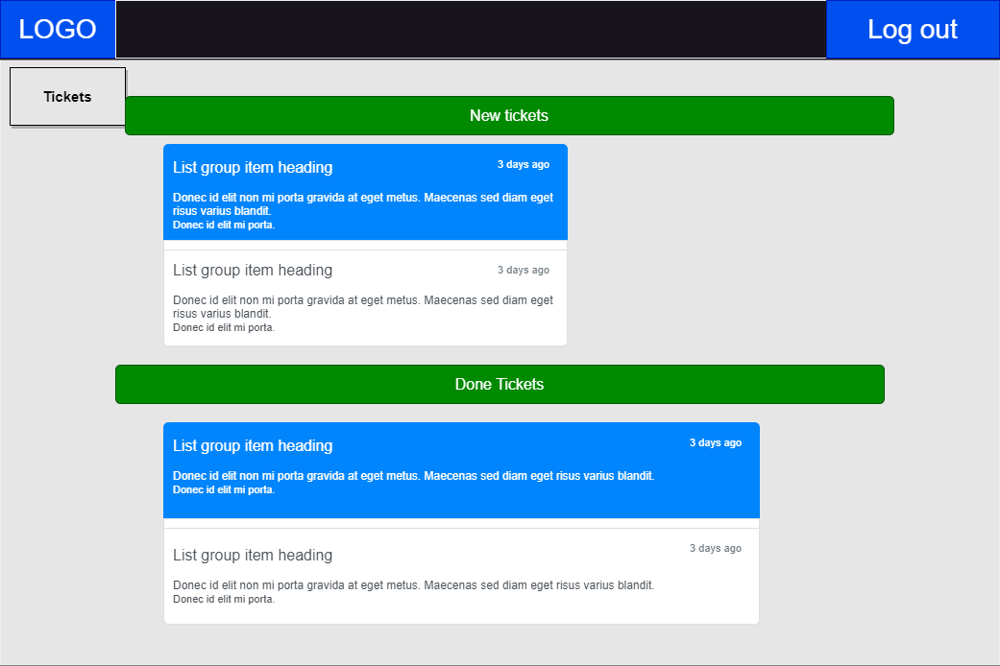 LOGO
Log out
Tickets
New tickets
List group item heading
3 days ago
Donec id elit non mi porta gravida at eget metus. Maecenas sed diam eget
risus varius blandit.
Donec id elit mi porta.
List group item heading
3 days ago
Donec id elit non mi porta gravida at eget metus. Maecenas sed diam eget
risus varius blandit.
Donec id elit mi porta.
Done Tickets
List group item heading
3 days ago
Donec id elit non mi porta gravida at eget metus. Maecenas sed diam eget risus varius blandit.
Donec id elit mi porta.
List group item heading
3 days ago
Donec id elit non mi porta gravida at eget metus. Maecenas sed diam eget risus varius blandit.
Donec id elit mi porta.